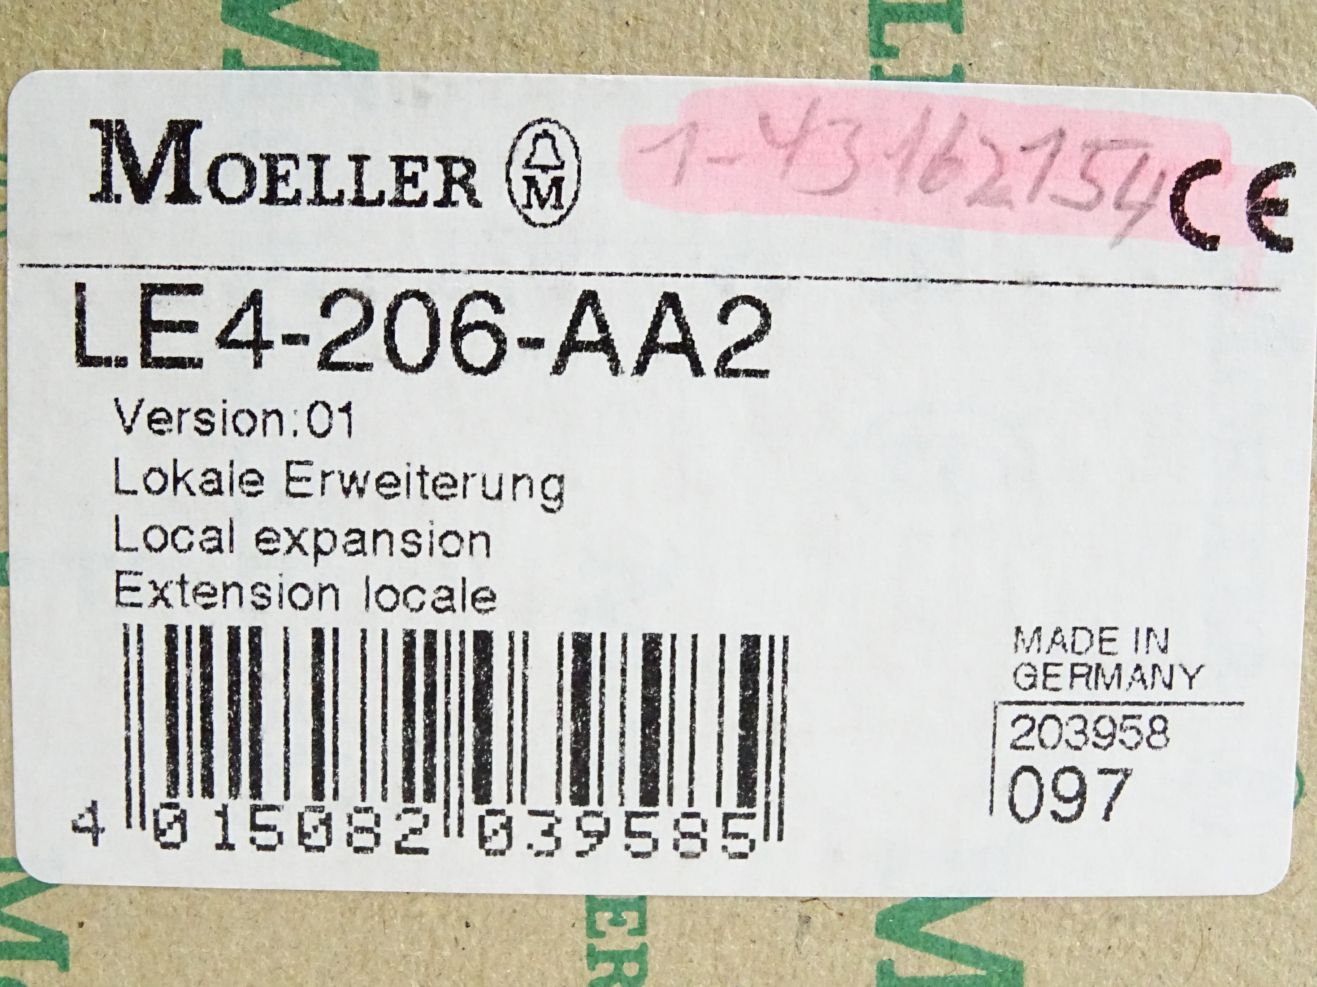 MOELLER M
1-43162154
CE
LE4-206-AA2
Version:01
Lokale Erweiterung
Local expansion
Extension locale
MADE IN
GERMANY
203958
097
4 015082 039585